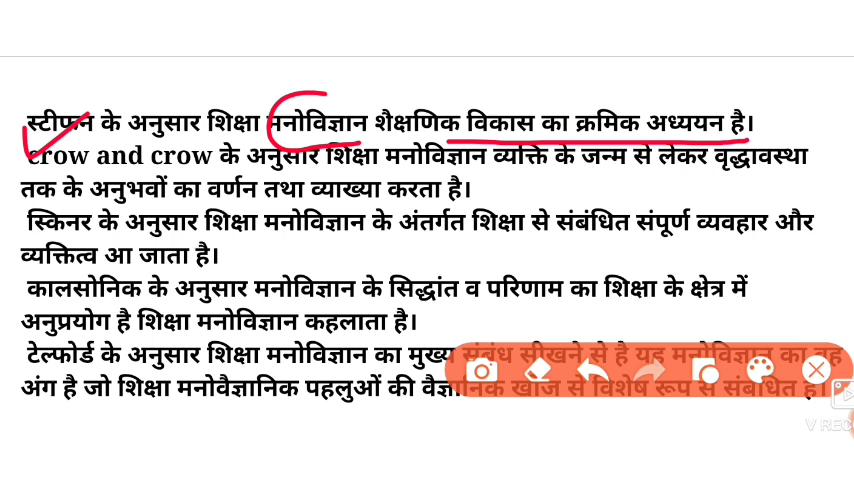 स्टीफन के अनुसार शिक्षा मनोविज्ञान शैक्षणिक विकास का क्रमिक अध्ययन है।
crow and crow के अनुसार शिक्षा मनोविज्ञान व्यक्ति के जन्म से लेकर वृद्धावस्था
तक के अनुभवों का वर्णन तथा व्याख्या करता है।
स्किनर के अनुसार शिक्षा मनोविज्ञान के अंतर्गत शिक्षा से संबंधित संपूर्ण व्यवहार और
व्यक्तित्व आ जाता है।
कालसोनिक के अनुसार मनोविज्ञान के सिद्धांत व परिणाम का शिक्षा के क्षेत्र में
अनुप्रयोग है शिक्षा मनोविज्ञान कहलाता है।
टेल्फोर्ड के अनुसार शिक्षा मनोविज्ञान का मुख्य संबंध सीखने से है यह मनोविज्ञान का वह
अंग है जो शिक्षा मनोवैज्ञानिक पहलुओं की वैज्ञानिक खोज से विशेष रूप से संबंधित है।
V REC